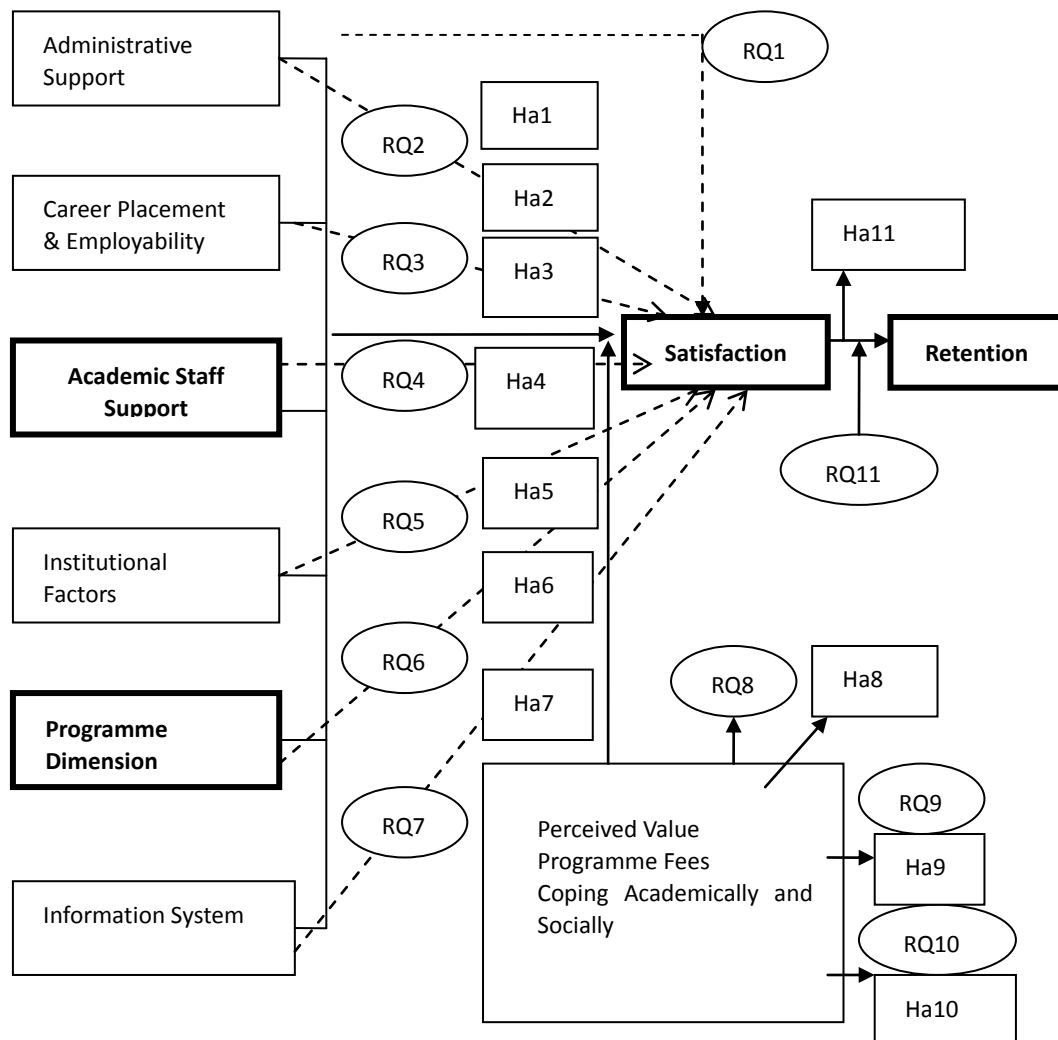 Administrative
Support
RQ1
RQ2
Ha1
Ha2
Career Placement
& Employability
RQ3
Ha3
Ha11
Academic Staff
Support
RQ4
Ha4
Satisfaction
Retention
RQ11
Institutional
Factors
RQ5
Ha5
Ha6
Programme
Dimension
RQ6
Ha7
RQ8
Ha8
Information System
RQ7
Perceived Value
Programme Fees
Coping Academically and
Socially
RQ9
Ha9
RQ10
Ha10